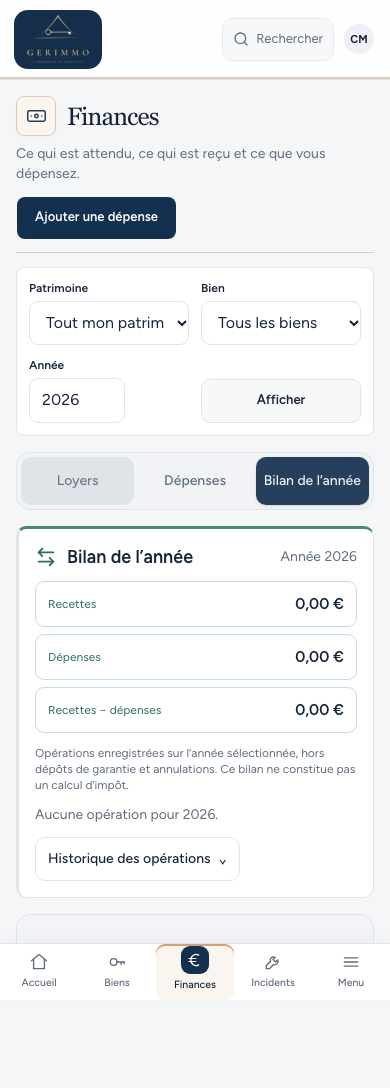 GERIMMO
Rechercher
CM
Finances
Ce qui est attendu, ce qui est reçu et ce que vous
dépensez.
Ajouter une dépense
Patrimoine
Bien
Tout mon patrim
Tous les biens
Année
2026
Afficher
Loyers
Dépenses
Bilan de l’année
Bilan de l’année
Année 2026
Recettes
0,00 €
Dépenses
0,00 €
Recettes − dépenses
0,00 €
Opérations enregistrées sur l’année sélectionnée, hors
dépôts de garantie et annulations. Ce bilan ne constitue pas
un calcul d’impôt.
Aucune opération pour 2026.
Historique des opérations
Accueil
Biens
Finances
Incidents
Menu